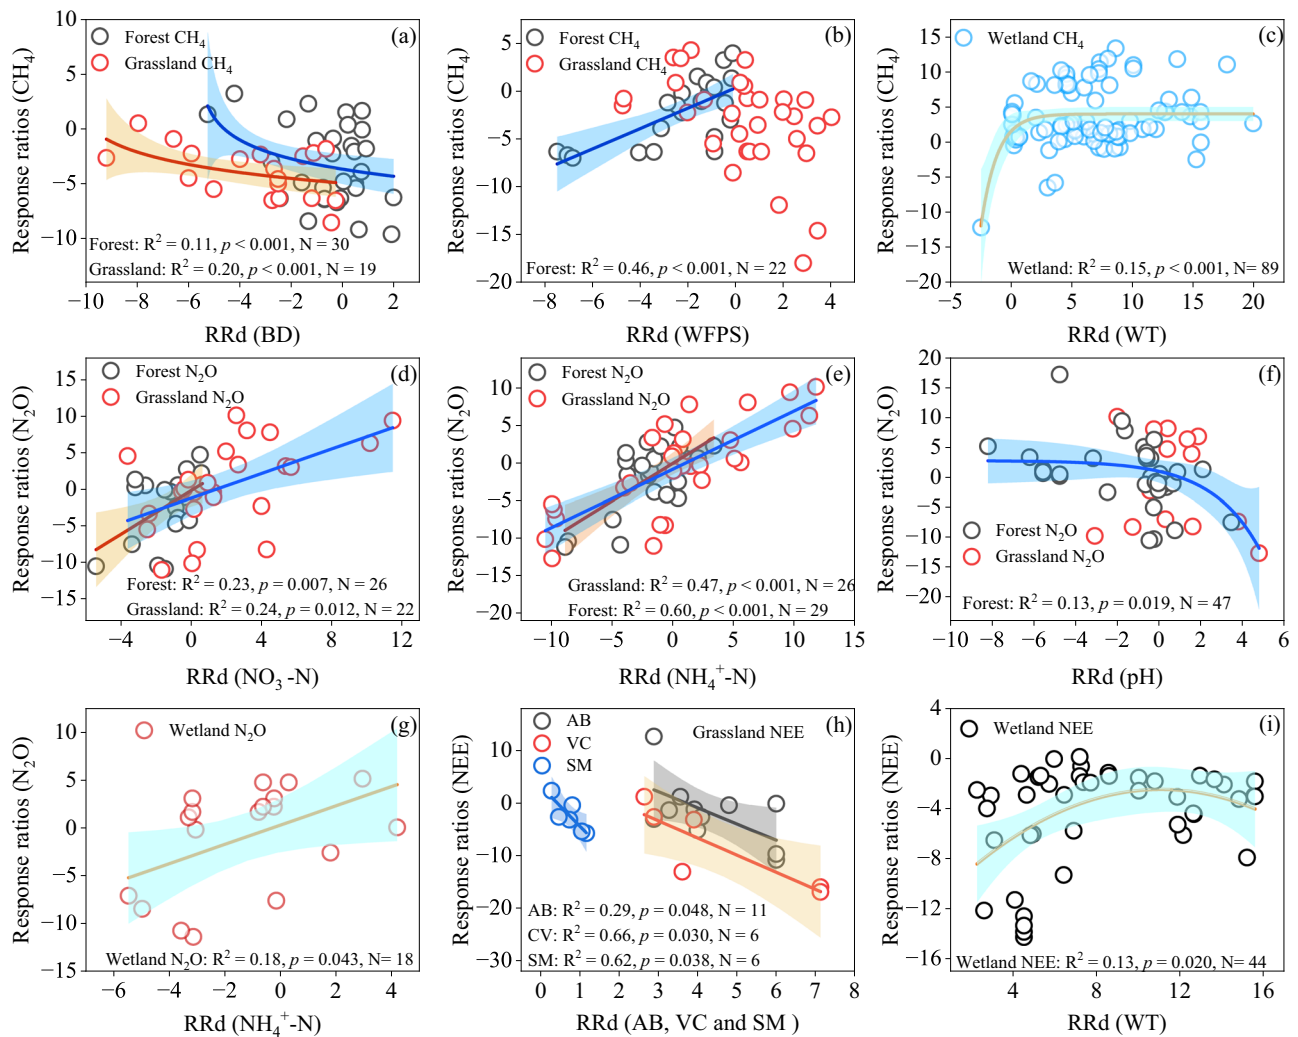 (a)
Forest CH4
Grassland CH4
Response ratios (CH4)
10
5
0
−5
−10
Forest: R2 = 0.11, p < 0.001, N = 30
Grassland: R2 = 0.20, p < 0.001, N = 19
−10 −8 −6 −4 −2 0 2
RRd (BD)
(b)
Forest CH4
Grassland CH4
Response ratios (CH4)
5
0
−5
−10
−15
−20
Forest: R2 = 0.46, p < 0.001, N = 22
−8 −6 −4 −2 0 2 4
RRd (WFPS)
(c)
Wetland CH4
Response ratios (CH4)
15
10
5
0
−5
−10
−15
−20
Wetland: R2 = 0.15, p < 0.001, N= 89
−5 0 5 10 15 20
RRd (WT)
(d)
Forest N2O
Grassland N2O
Response ratios (N2O)
15
10
5
0
−5
−10
−15
Forest: R2 = 0.23, p = 0.007, N = 26
Grassland: R2 = 0.24, p = 0.012, N = 22
−4 0 4 8 12
RRd (NO3 -N)
(e)
Forest N2O
Grassland N2O
Response ratios (N2O)
10
5
0
−5
−10
−15
−20
Grassland: R2 = 0.47, p < 0.001, N = 26
Forest: R2 = 0.60, p < 0.001, N = 29
−10 −5 0 5 10 15
RRd (NH4+-N)
(f)
Response ratios (N2O)
20
15
10
5
0
−5
−10
−15
−20
Forest N2O
Grassland N2O
Forest: R2 = 0.13, p = 0.019, N = 47
−10 −8 −6 −4 −2 0 2 4 6
RRd (pH)
(g)
Wetland N2O
Response ratios (N2O)
10
5
0
−5
−10
−15
Wetland N2O: R2 = 0.18, p = 0.043, N= 18
−6 −4 −2 0 2 4
RRd (NH4+-N)
(h)
AB
VC
SM
Grassland NEE
Response ratios (NEE)
10
0
−10
−20
−30
AB: R2 = 0.29, p = 0.048, N = 11
CV: R2 = 0.66, p = 0.030, N = 6
SM: R2 = 0.62, p = 0.038, N = 6
0 1 2 3 4 5 6 7 8
RRd (AB, VC and SM )
(i)
Wetland NEE
Response ratios (NEE)
4
0
−4
−8
−12
−16
Wetland NEE: R2 = 0.13, p = 0.020, N= 44
4 8 12 16
RRd (WT)